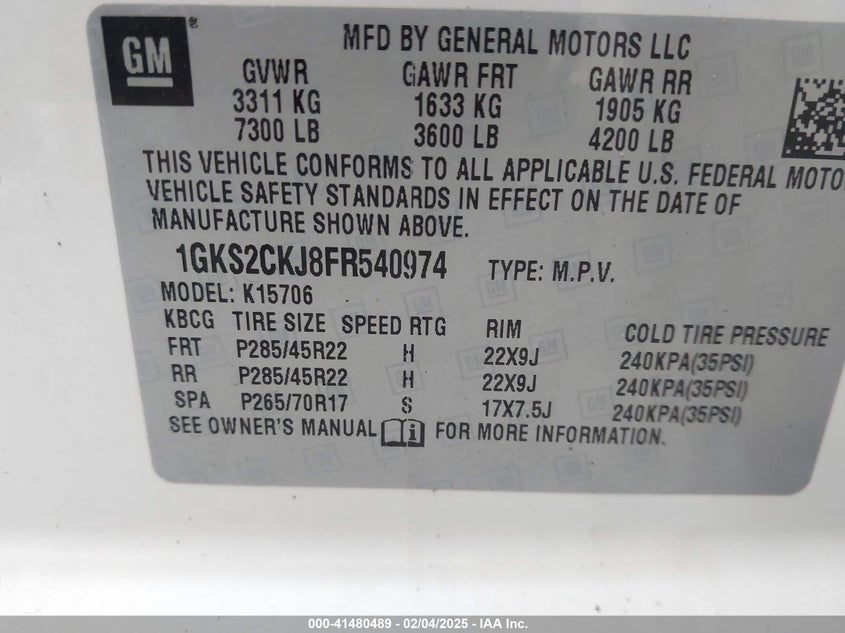 GM ®
MFD BY GENERAL MOTORS LLC
GVWR GAWR FRT GAWR RR
3311 KG 1633 KG 1905 KG
7300 LB 3600 LB 4200 LB
THIS VEHICLE CONFORMS TO ALL APPLICABLE U.S. FEDERAL MOTO
VEHICLE SAFETY STANDARDS IN EFFECT ON THE DATE OF
MANUFACTURE SHOWN ABOVE.
1GKS2CKJ8FR540974 TYPE: M.P.V.
MODEL: K15706
KBCG TIRE SIZE SPEED RTG RIM COLD TIRE PRESSURE
FRT P285/45R22 H 22X9J 240KPA(35PSI)
RR P285/45R22 H 22X9J 240KPA(35PSI)
SPA P265/70R17 S 17X7.5J 240KPA(35PSI)
SEE OWNER'S MANUAL i FOR MORE INFORMATION.
000-41480489 - 02/04/2025 - IAA Inc.